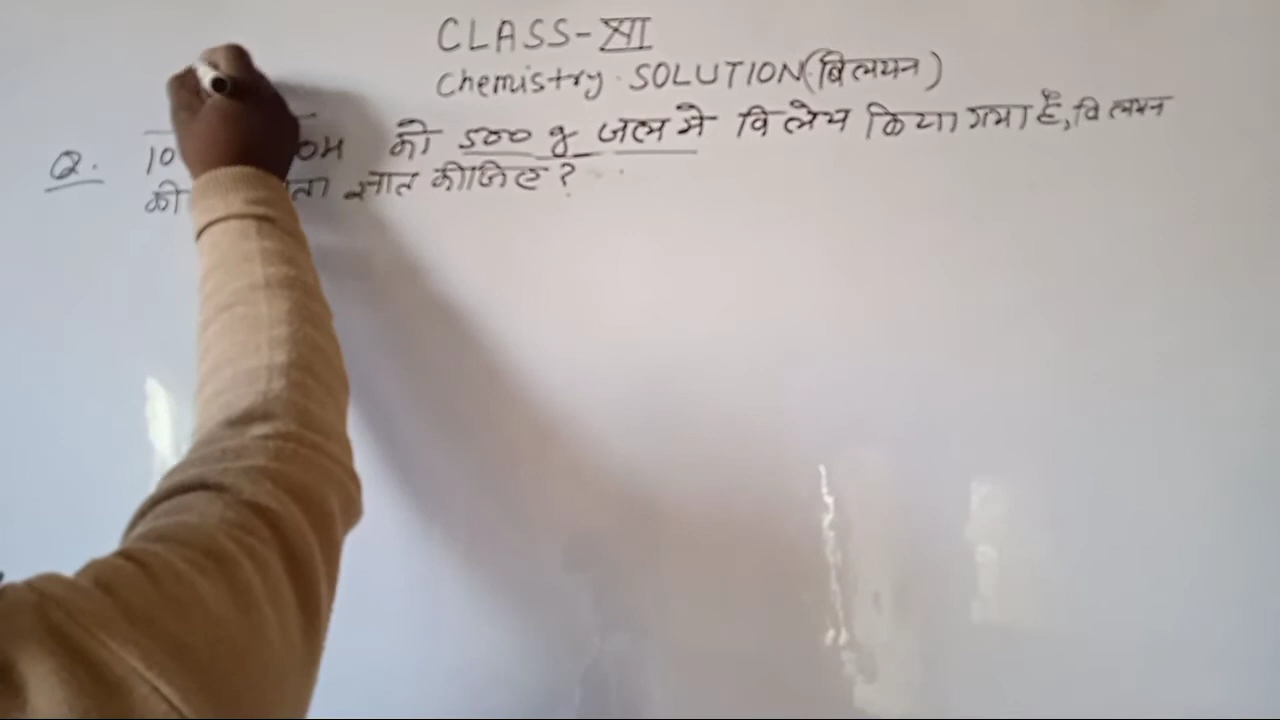 CLASS-XII
Chemistry. SOLUTION(विलयन)
Q. 10 को 500 g जल मे विलेय किया गया है, विलयन
की ज्ञात कीजिए?